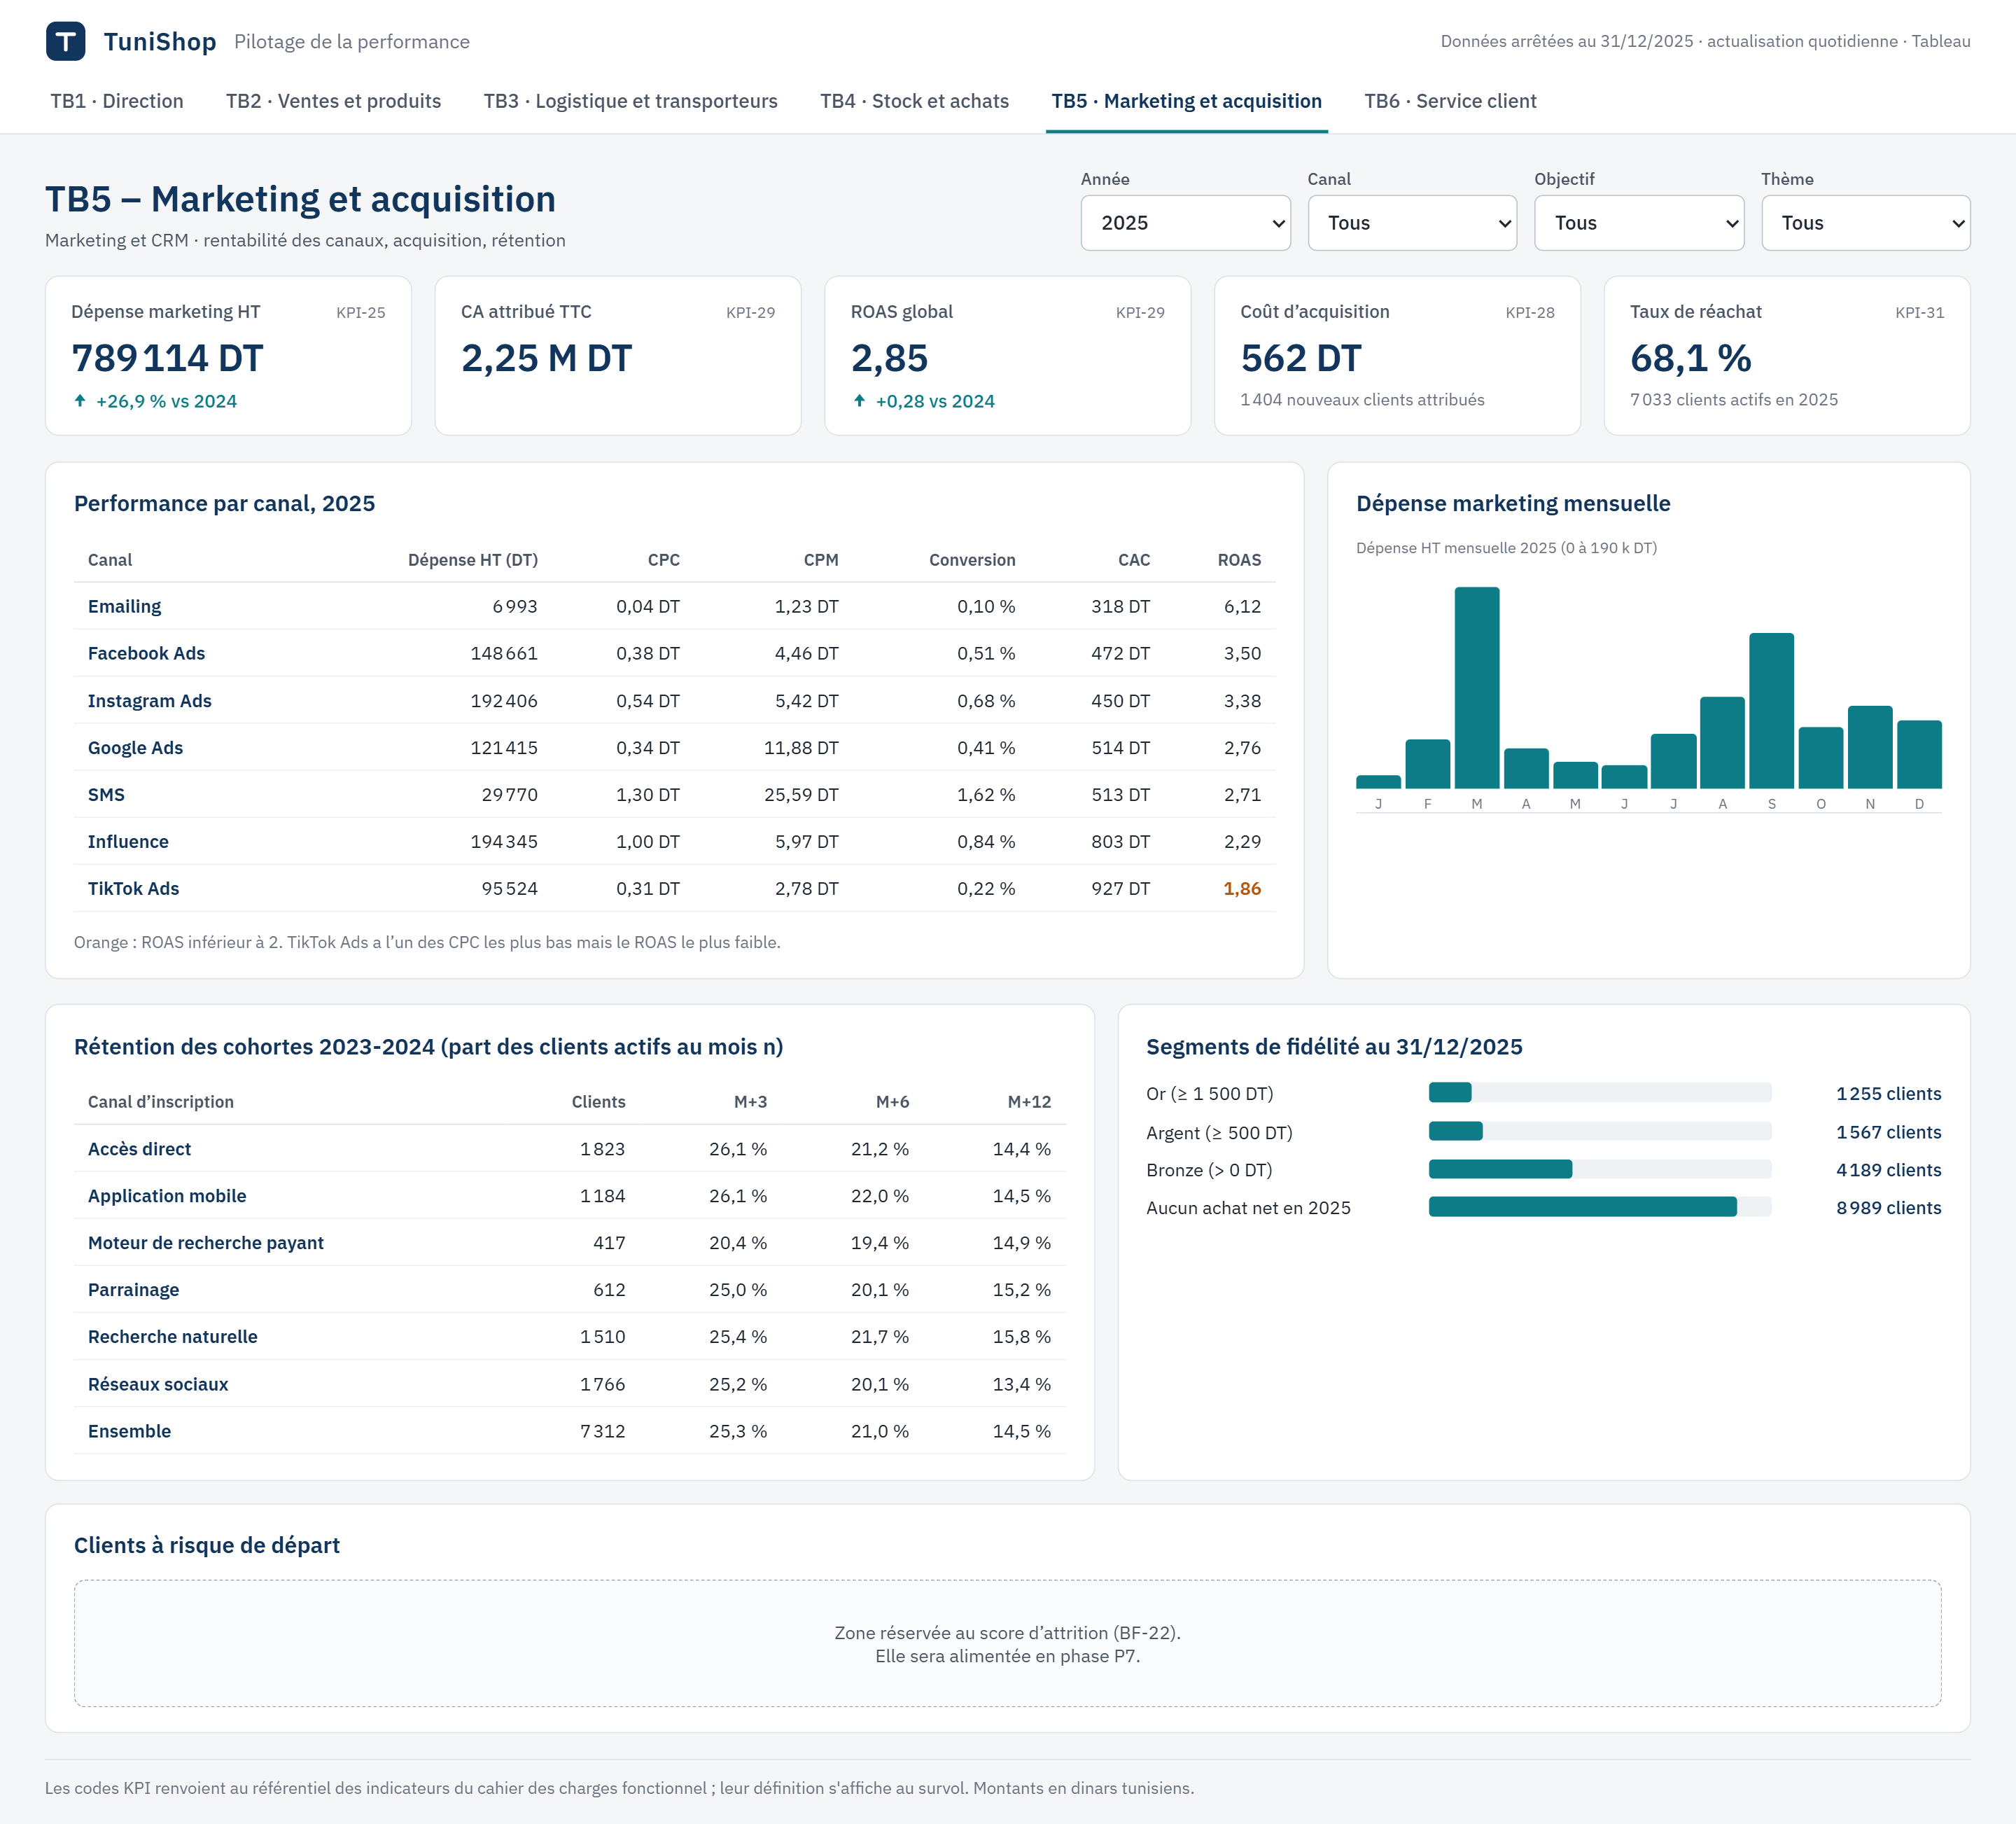 T TuniShop Pilotage de la performance
Données arrêtées au 31/12/2025 · actualisation quotidienne · Tableau
TB1 · Direction TB2 · Ventes et produits TB3 · Logistique et transporteurs TB4 · Stock et achats TB5 · Marketing et acquisition TB6 · Service client
TB5 – Marketing et acquisition
Marketing et CRM · rentabilité des canaux, acquisition, rétention
Année Canal Objectif Thème
2025 Tous Tous Tous
Dépense marketing HT KPI-25
789 114 DT
+26,9 % vs 2024
CA attribué TTC KPI-29
2,25 M DT
ROAS global KPI-29
2,85
+0,28 vs 2024
Coût d’acquisition KPI-28
562 DT
1 404 nouveaux clients attribués
Taux de réachat KPI-31
68,1 %
7 033 clients actifs en 2025
Performance par canal, 2025
Canal Dépense HT (DT) CPC CPM Conversion CAC ROAS
Emailing 6 993 0,04 DT 1,23 DT 0,10 % 318 DT 6,12
Facebook Ads 148 661 0,38 DT 4,46 DT 0,51 % 472 DT 3,50
Instagram Ads 192 406 0,54 DT 5,42 DT 0,68 % 450 DT 3,38
Google Ads 121 415 0,34 DT 11,88 DT 0,41 % 514 DT 2,76
SMS 29 770 1,30 DT 25,59 DT 1,62 % 513 DT 2,71
Influence 194 345 1,00 DT 5,97 DT 0,84 % 803 DT 2,29
TikTok Ads 95 524 0,31 DT 2,78 DT 0,22 % 927 DT 1,86
Orange : ROAS inférieur à 2. TikTok Ads a l’un des CPC les plus bas mais le ROAS le plus faible.
Dépense marketing mensuelle
Dépense HT mensuelle 2025 (0 à 190 k DT)
J F M A M J J A S O N D
Rétention des cohortes 2023-2024 (part des clients actifs au mois n)
Canal d’inscription Clients M+3 M+6 M+12
Accès direct 1 823 26,1 % 21,2 % 14,4 %
Application mobile 1 184 26,1 % 22,0 % 14,5 %
Moteur de recherche payant 417 20,4 % 19,4 % 14,9 %
Parrainage 612 25,0 % 20,1 % 15,2 %
Recherche naturelle 1 510 25,4 % 21,7 % 15,8 %
Réseaux sociaux 1 766 25,2 % 20,1 % 13,4 %
Ensemble 7 312 25,3 % 21,0 % 14,5 %
Segments de fidélité au 31/12/2025
Or (≥ 1 500 DT) 1 255 clients
Argent (≥ 500 DT) 1 567 clients
Bronze (> 0 DT) 4 189 clients
Aucun achat net en 2025 8 989 clients
Clients à risque de départ
Zone réservée au score d’attrition (BF-22).
Elle sera alimentée en phase P7.
Les codes KPI renvoient au référentiel des indicateurs du cahier des charges fonctionnel ; leur définition s'affiche au survol. Montants en dinars tunisiens.